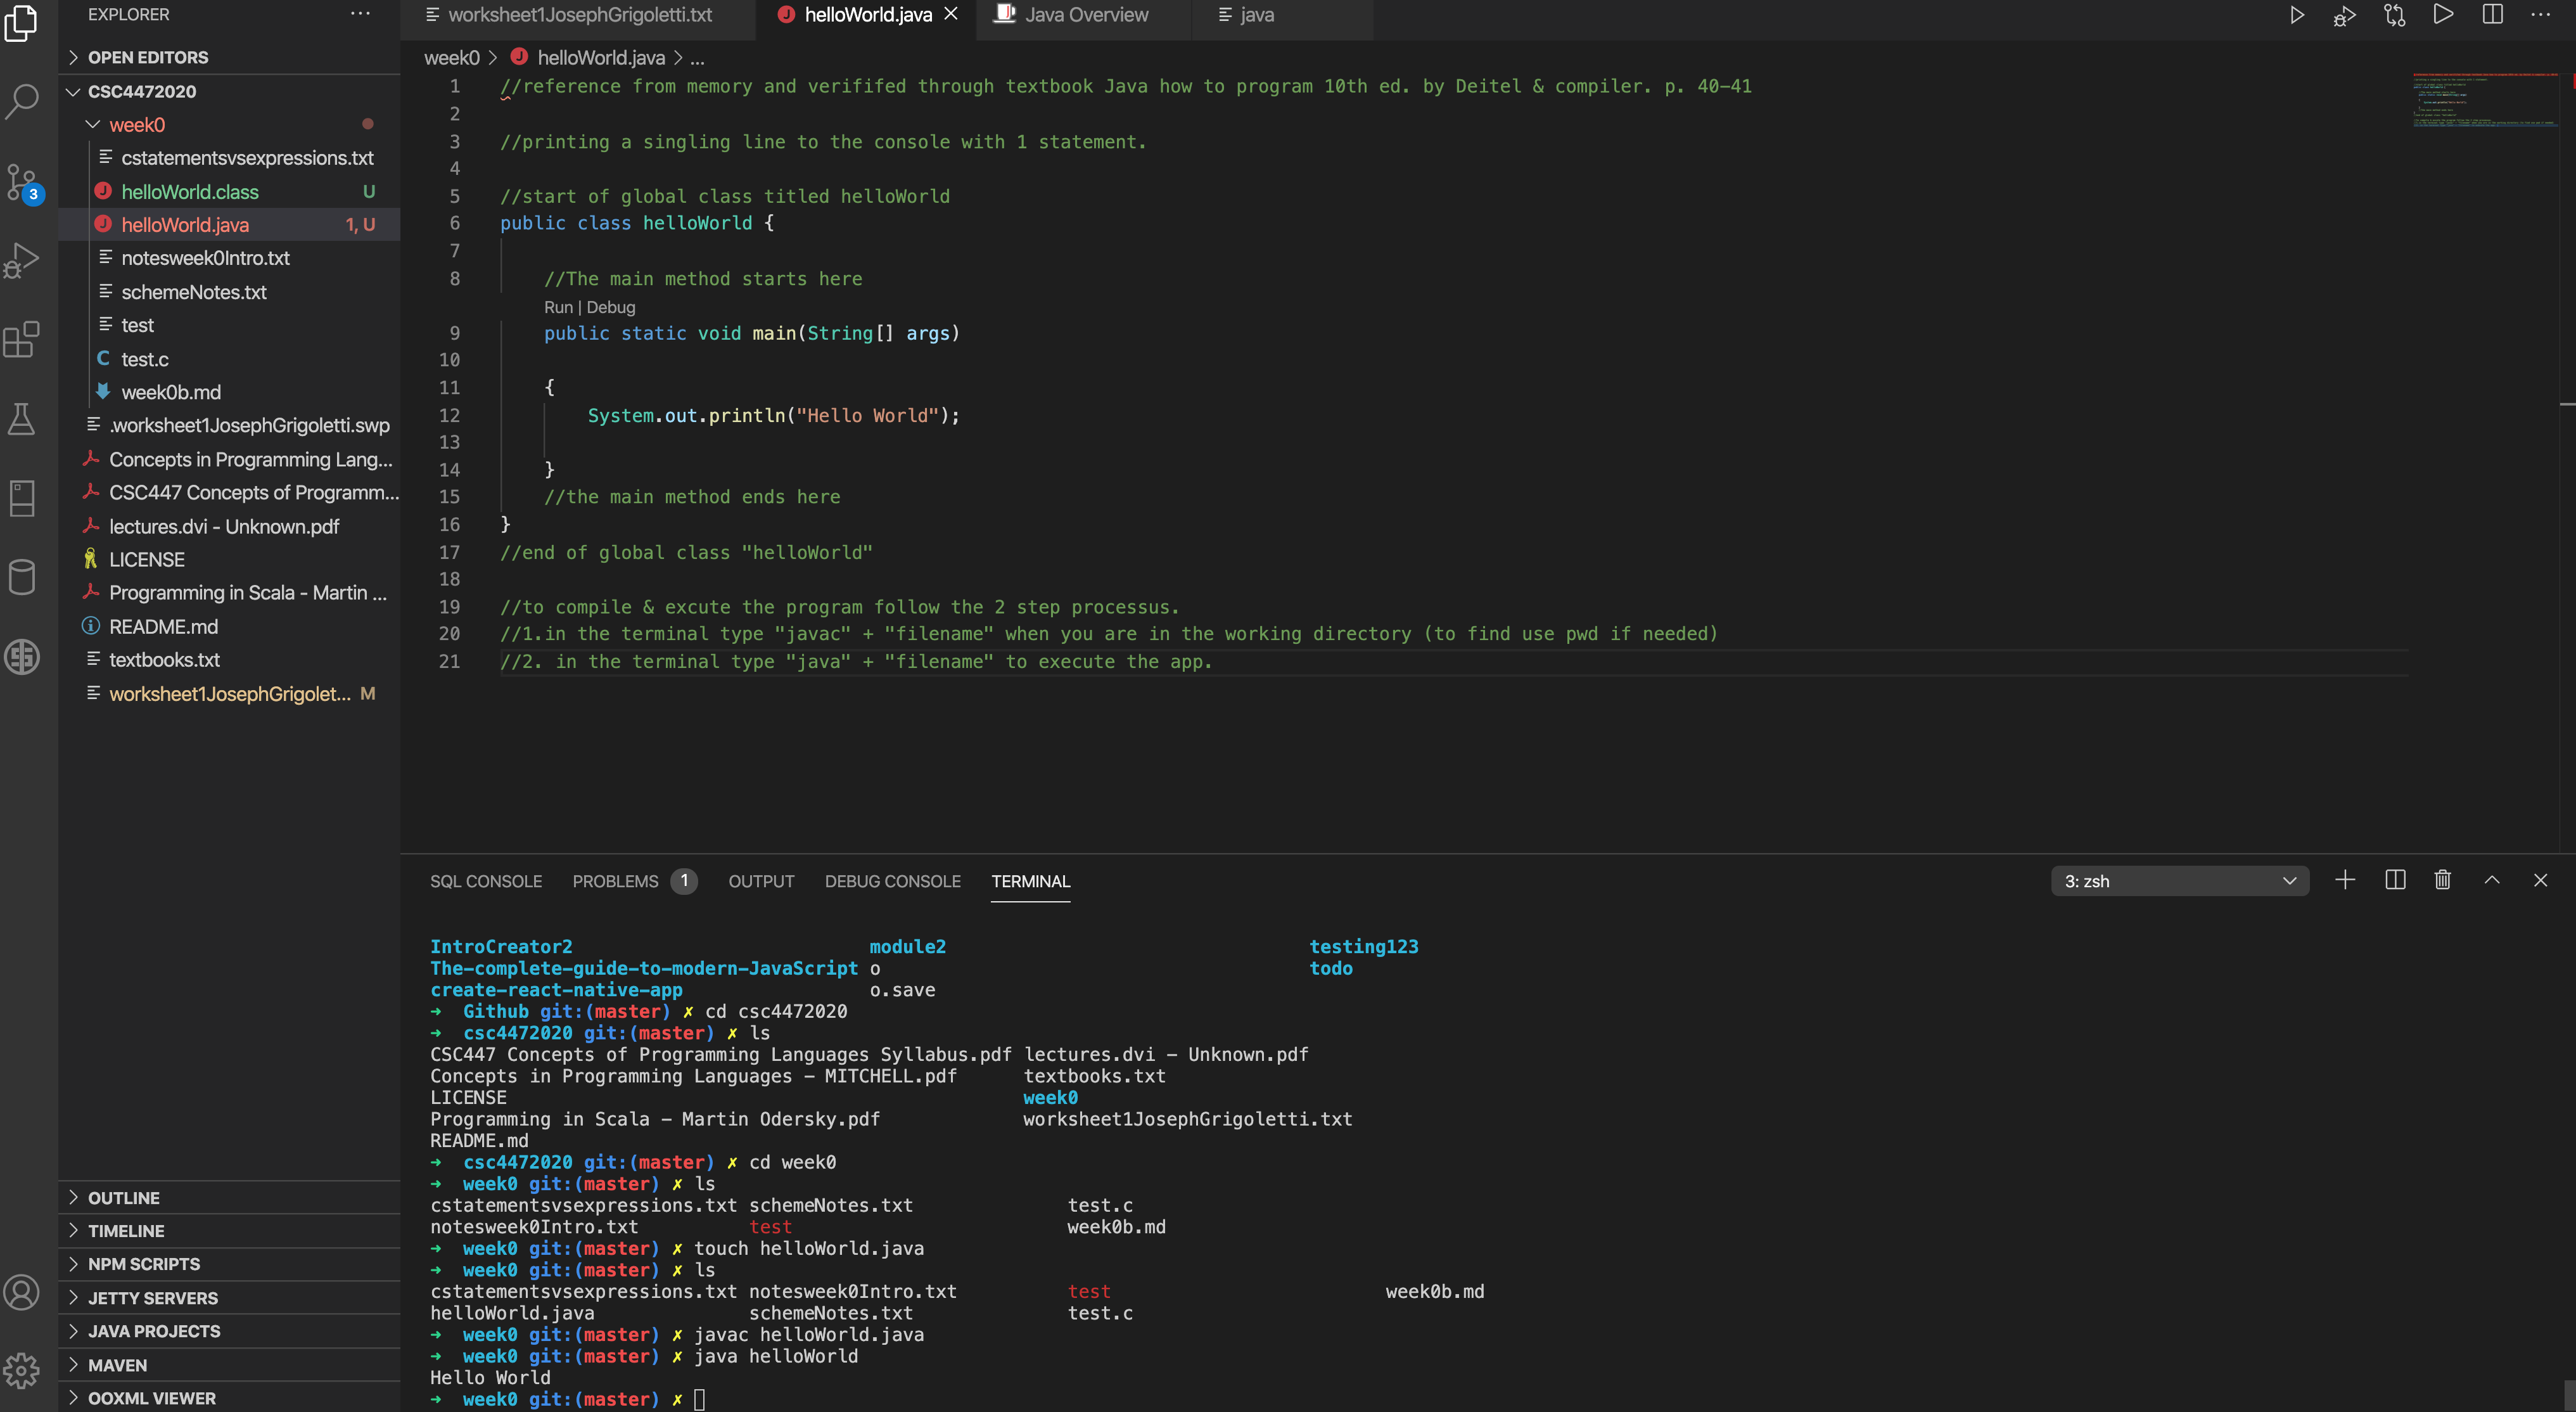 EXPLORER ...
OPEN EDITORS
CSC4472020
week0
cstatementsvsexpressions.txt
helloWorld.class U
helloWorld.java 1, U
notesweek0Intro.txt
schemeNotes.txt
test
C test.c
week0b.md
.worksheet1JosephGrigoletti.swp
Concepts in Programming Lang...
CSC447 Concepts of Programm...
lectures.dvi - Unknown.pdf
LICENSE
Programming in Scala - Martin ...
README.md
textbooks.txt
worksheet1JosephGrigolet... M
OUTLINE
TIMELINE
NPM SCRIPTS
JETTY SERVERS
JAVA PROJECTS
MAVEN
OOXML VIEWER
3
worksheet1JosephGrigoletti.txt helloWorld.java Java Overview java
week0 > helloWorld.java > ...
1 //reference from memory and verififed through textbook Java how to program 10th ed. by Deitel & compiler. p. 40-41
2
3 //printing a singling line to the console with 1 statement.
4
5 //start of global class titled helloWorld
6 public class helloWorld {
7
8 //The main method starts here
Run | Debug
9 public static void main(String[] args)
10
11 {
12 System.out.println("Hello World");
13
14 }
15 //the main method ends here
16 }
17 //end of global class "helloWorld"
18
19 //to compile & excute the program follow the 2 step processus.
20 //1.in the terminal type "javac" + "filename" when you are in the working directory (to find use pwd if needed)
21 //2. in the terminal type "java" + "filename" to execute the app.
SQL CONSOLE PROBLEMS 1 OUTPUT DEBUG CONSOLE TERMINAL 3: zsh
IntroCreator2 module2 testing123
The-complete-guide-to-modern-JavaScript o todo
create-react-native-app o.save
➜ Github git:(master) ✗ cd csc4472020
➜ csc4472020 git:(master) ✗ ls
CSC447 Concepts of Programming Languages Syllabus.pdf lectures.dvi - Unknown.pdf
Concepts in Programming Languages - MITCHELL.pdf textbooks.txt
LICENSE week0
Programming in Scala - Martin Odersky.pdf worksheet1JosephGrigoletti.txt
README.md
➜ csc4472020 git:(master) ✗ cd week0
➜ week0 git:(master) ✗ ls
cstatementsvsexpressions.txt schemeNotes.txt test.c
notesweek0Intro.txt test week0b.md
➜ week0 git:(master) ✗ touch helloWorld.java
➜ week0 git:(master) ✗ ls
cstatementsvsexpressions.txt notesweek0Intro.txt test week0b.md
helloWorld.java schemeNotes.txt test.c
➜ week0 git:(master) ✗ javac helloWorld.java
➜ week0 git:(master) ✗ java helloWorld
Hello World
➜ week0 git:(master) ✗